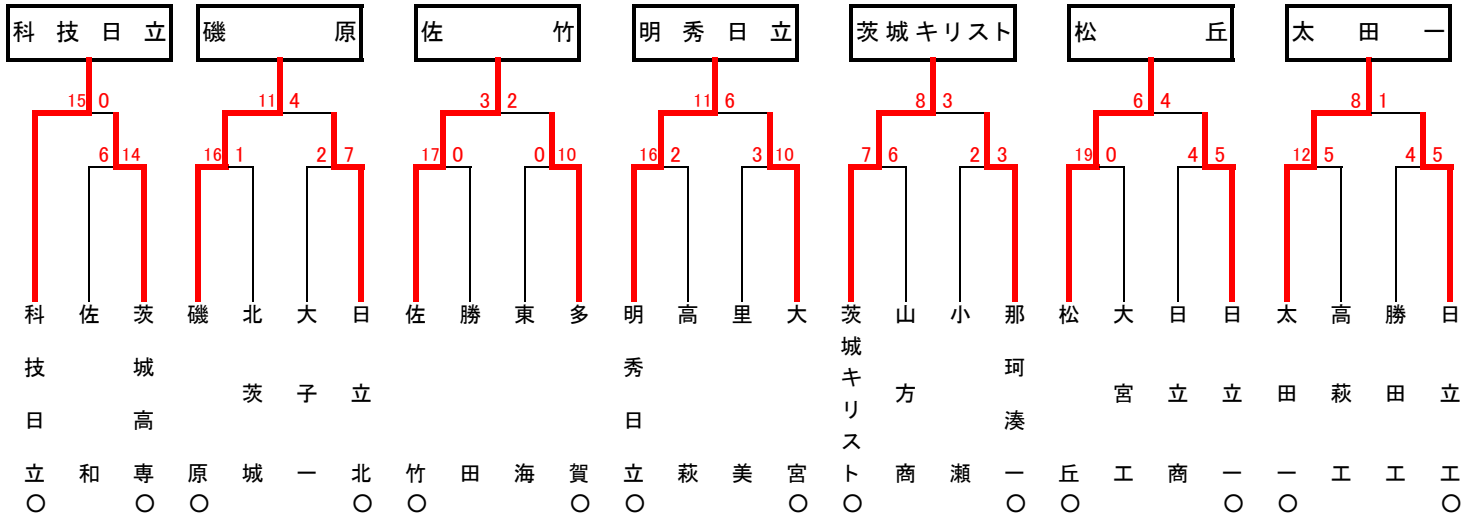 科技日立 磯原 佐竹 明秀日立 茨城キリスト 松丘 太田一
15 0 11 4 3 2 11 6 8 3 6 4 8 1
6 14 16 1 2 7 17 0 0 10 16 2 3 10 7 6 2 3 19 0 4 5 12 5 4 5
科技日立
佐和
茨城高専
磯原
北茨城
大子一
日立北
佐竹
勝田
東海
多賀
明秀日立
高萩
里美
大宮
茨城キリスト
山方商
小瀬
那珂湊一
松丘
大宮工
日立商
日立一
太田一
高萩工
勝田工
日立工
○ ○ ○ ○ ○ ○ ○ ○ ○ ○ ○ ○ ○ ○